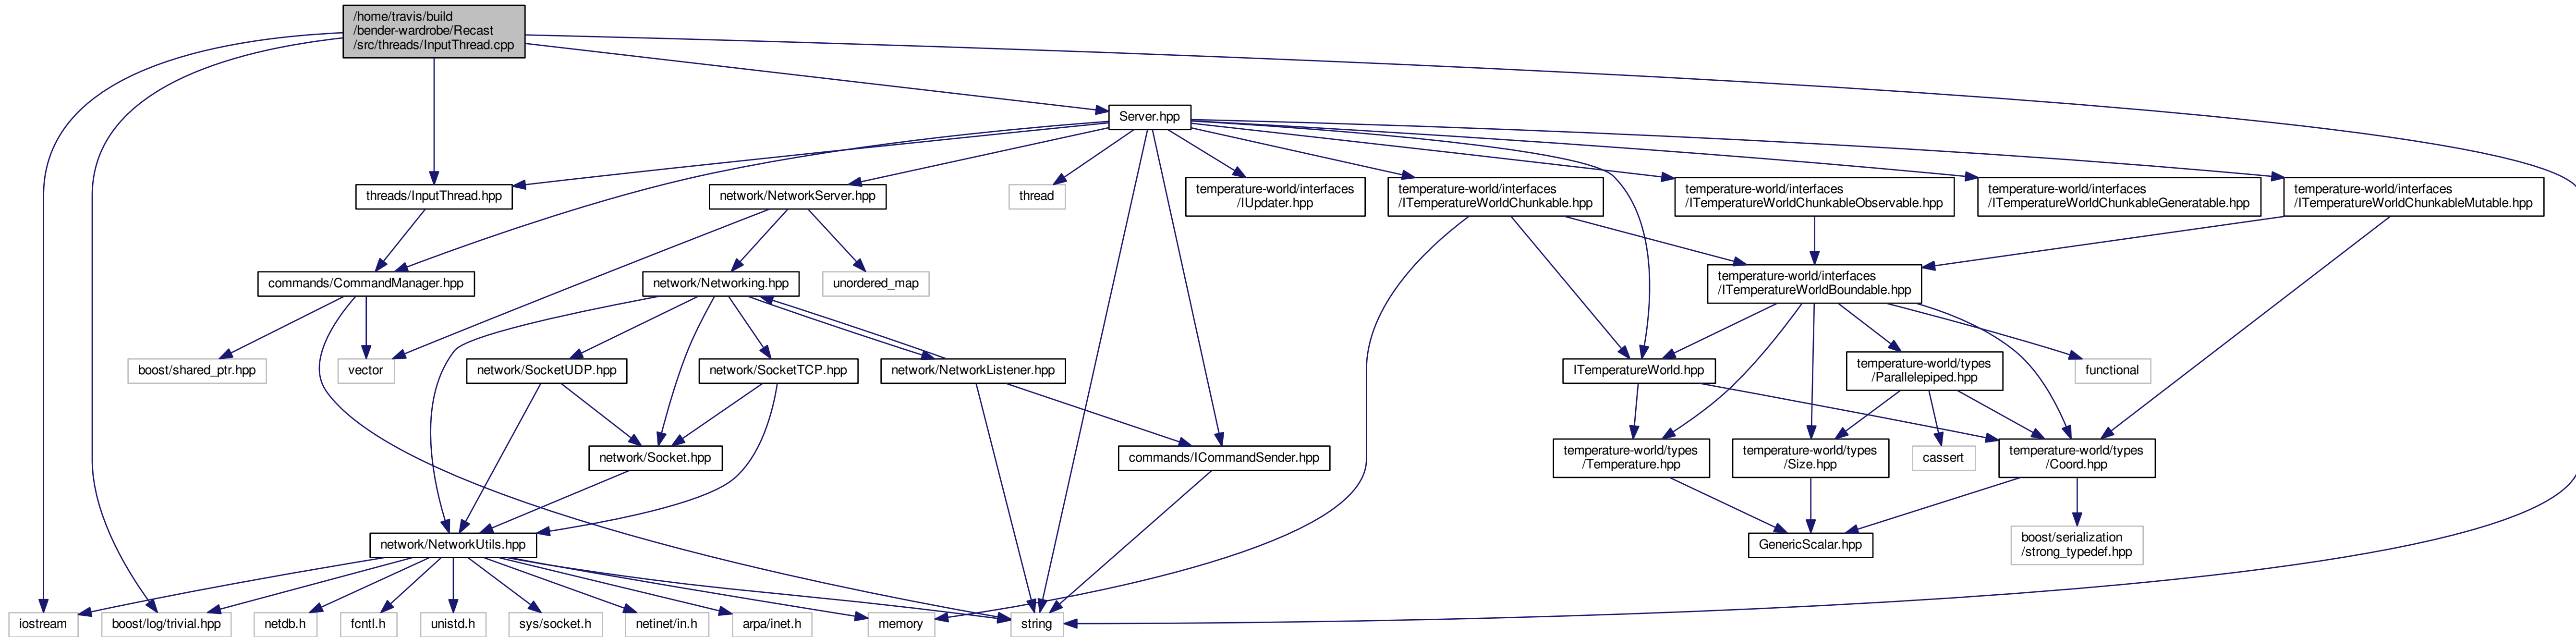 /home/travis/build
/bender-wardrobe/Recast
/src/threads/InputThread.cpp
Server.hpp
threads/InputThread.hpp
network/NetworkServer.hpp
thread
temperature-world/interfaces
/IUpdater.hpp
temperature-world/interfaces
/ITemperatureWorldChunkable.hpp
temperature-world/interfaces
/ITemperatureWorldChunkableObservable.hpp
temperature-world/interfaces
/ITemperatureWorldChunkableGeneratable.hpp
temperature-world/interfaces
/ITemperatureWorldChunkableMutable.hpp
commands/CommandManager.hpp
network/Networking.hpp
unordered_map
temperature-world/interfaces
/ITemperatureWorldBoundable.hpp
boost/shared_ptr.hpp
vector
network/SocketUDP.hpp
network/SocketTCP.hpp
network/NetworkListener.hpp
ITemperatureWorld.hpp
temperature-world/types
/Parallelepiped.hpp
functional
network/Socket.hpp
commands/ICommandSender.hpp
temperature-world/types
/Temperature.hpp
temperature-world/types
/Size.hpp
cassert
temperature-world/types
/Coord.hpp
network/NetworkUtils.hpp
GenericScalar.hpp
boost/serialization
/strong_typedef.hpp
iostream
boost/log/trivial.hpp
netdb.h
fcntl.h
unistd.h
sys/socket.h
netinet/in.h
arpa/inet.h
memory
string